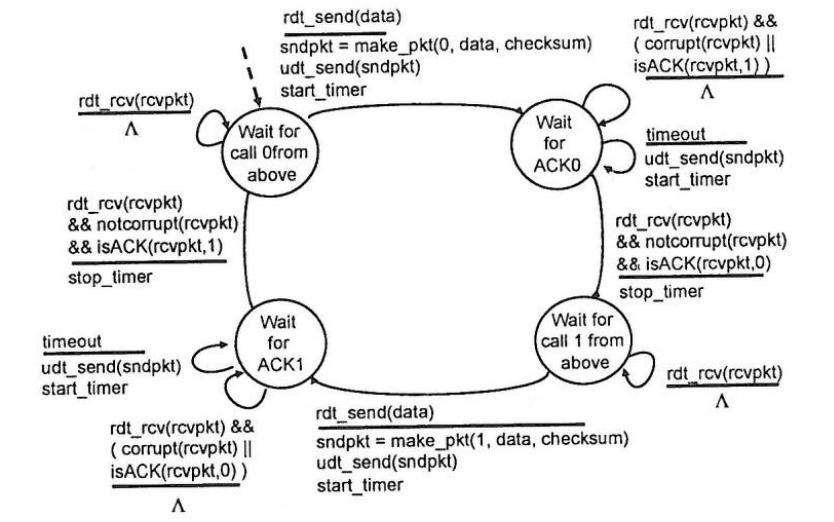 rdt_send(data)
sndpkt = make_pkt(0, data, checksum)
udt_send(sndpkt)
start_timer
rdt_rcv(rcvpkt) &&
( corrupt(rcvpkt) ||
isACK(rcvpkt,1) )
Λ
rdt_rcv(rcvpkt)
Λ
Wait for
call 0from
above
Wait
for
ACK0
timeout
udt_send(sndpkt)
start_timer
rdt_rcv(rcvpkt)
&& notcorrupt(rcvpkt)
&& isACK(rcvpkt,1)
stop_timer
rdt_rcv(rcvpkt)
&& notcorrupt(rcvpkt)
&& isACK(rcvpkt,0)
stop_timer
timeout
udt_send(sndpkt)
start_timer
Wait
for
ACK1
Wait for
call 1 from
above
rdt_rcv(rcvpkt)
Λ
rdt_rcv(rcvpkt) &&
( corrupt(rcvpkt) ||
isACK(rcvpkt,0) )
Λ
rdt_send(data)
sndpkt = make_pkt(1, data, checksum)
udt_send(sndpkt)
start_timer